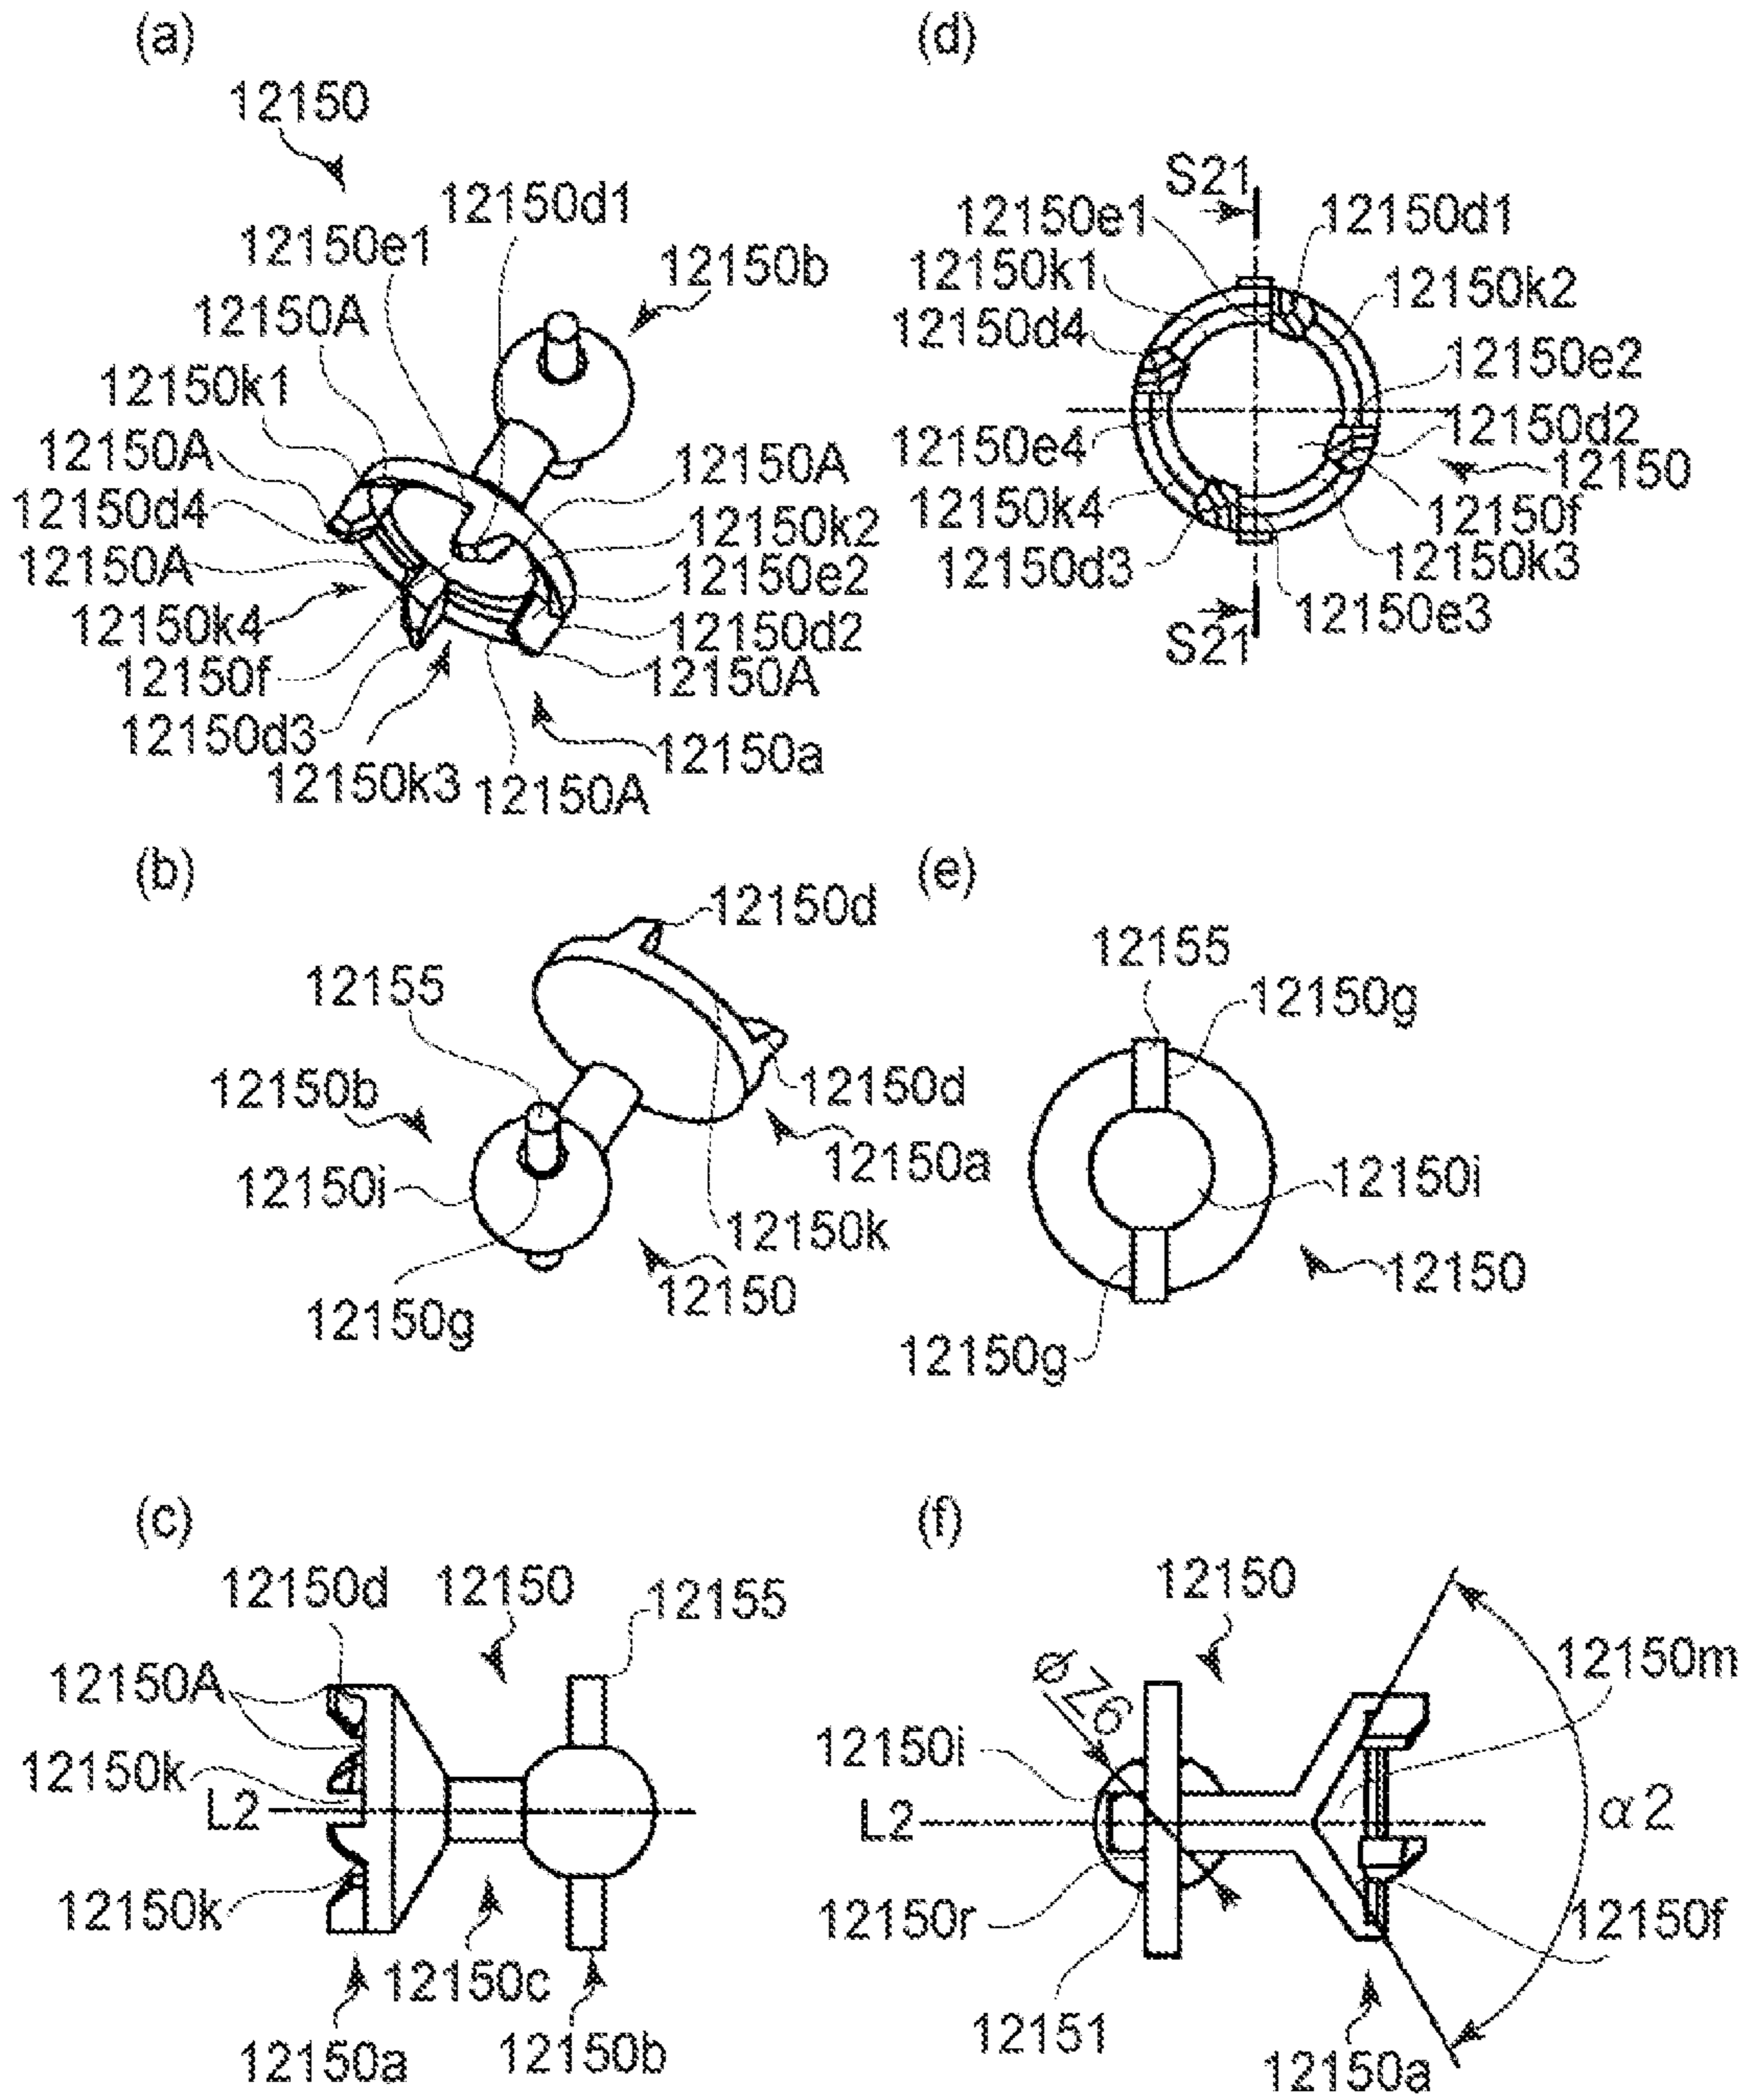 (a)
12150
12150d1
12150e1
12150b
12150A
12150k1
12150A
12150A
12150d4
12150k2
12150A
12150e2
12150k4
12150d2
12150f
12150A
12150d3
12150a
12150k3
12150A
(d)
S21
12150e1
12150d1
12150k1
12150k2
12150d4
12150e2
12150d2
12150e4
12150
12150k4
12150f
12150d3
12150k3
12150e3
S21
(b)
12150d
12155
12150b
12150d
12150i
12150a
12150k
12150
12150g
(e)
12155
12150g
12150i
12150
12150g
(c)
12150d
12150
12155
12150A
12150k
L2
12150k
12150c
12150a
12150b
(f)
12150
12150m
øZ6
12150i
L2
α2
12150r
12150f
12151
12150a